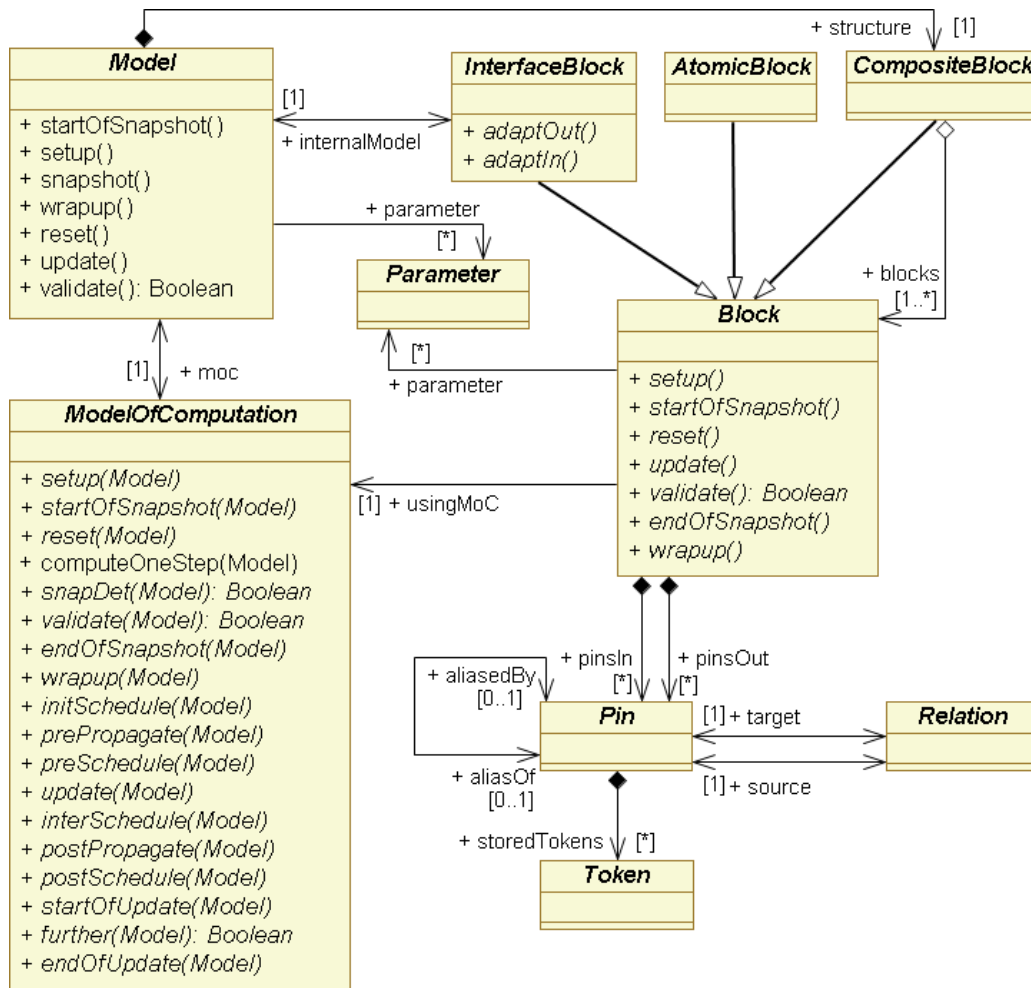 + structure
[1]
Model
+ startOfSnapshot()
+ setup()
+ snapshot()
+ wrapup()
+ reset()
+ update()
+ validate(): Boolean
[1]
+ internalModel
InterfaceBlock
+ adaptOut()
+ adaptIn()
AtomicBlock
CompositeBlock
+ parameter
[*]
Parameter
[*]
+ parameter
+ blocks
[1..*]
Block
+ setup()
+ startOfSnapshot()
+ reset()
+ update()
+ validate(): Boolean
+ endOfSnapshot()
+ wrapup()
[1]
+ moc
ModelOfComputation
+ setup(Model)
+ startOfSnapshot(Model)
+ reset(Model)
+ computeOneStep(Model)
+ snapDet(Model): Boolean
+ validate(Model): Boolean
+ endOfSnapshot(Model)
+ wrapup(Model)
+ initSchedule(Model)
+ prePropagate(Model)
+ preSchedule(Model)
+ update(Model)
+ interSchedule(Model)
+ postPropagate(Model)
+ postSchedule(Model)
+ startOfUpdate(Model)
+ further(Model): Boolean
+ endOfUpdate(Model)
[1] + usingMoC
+ pinsIn
[*]
+ pinsOut
[*]
+ aliasedBy
[0..1]
+ aliasOf
[0..1]
Pin
[1] + target
[1] + source
Relation
+ storedTokens
[*]
Token